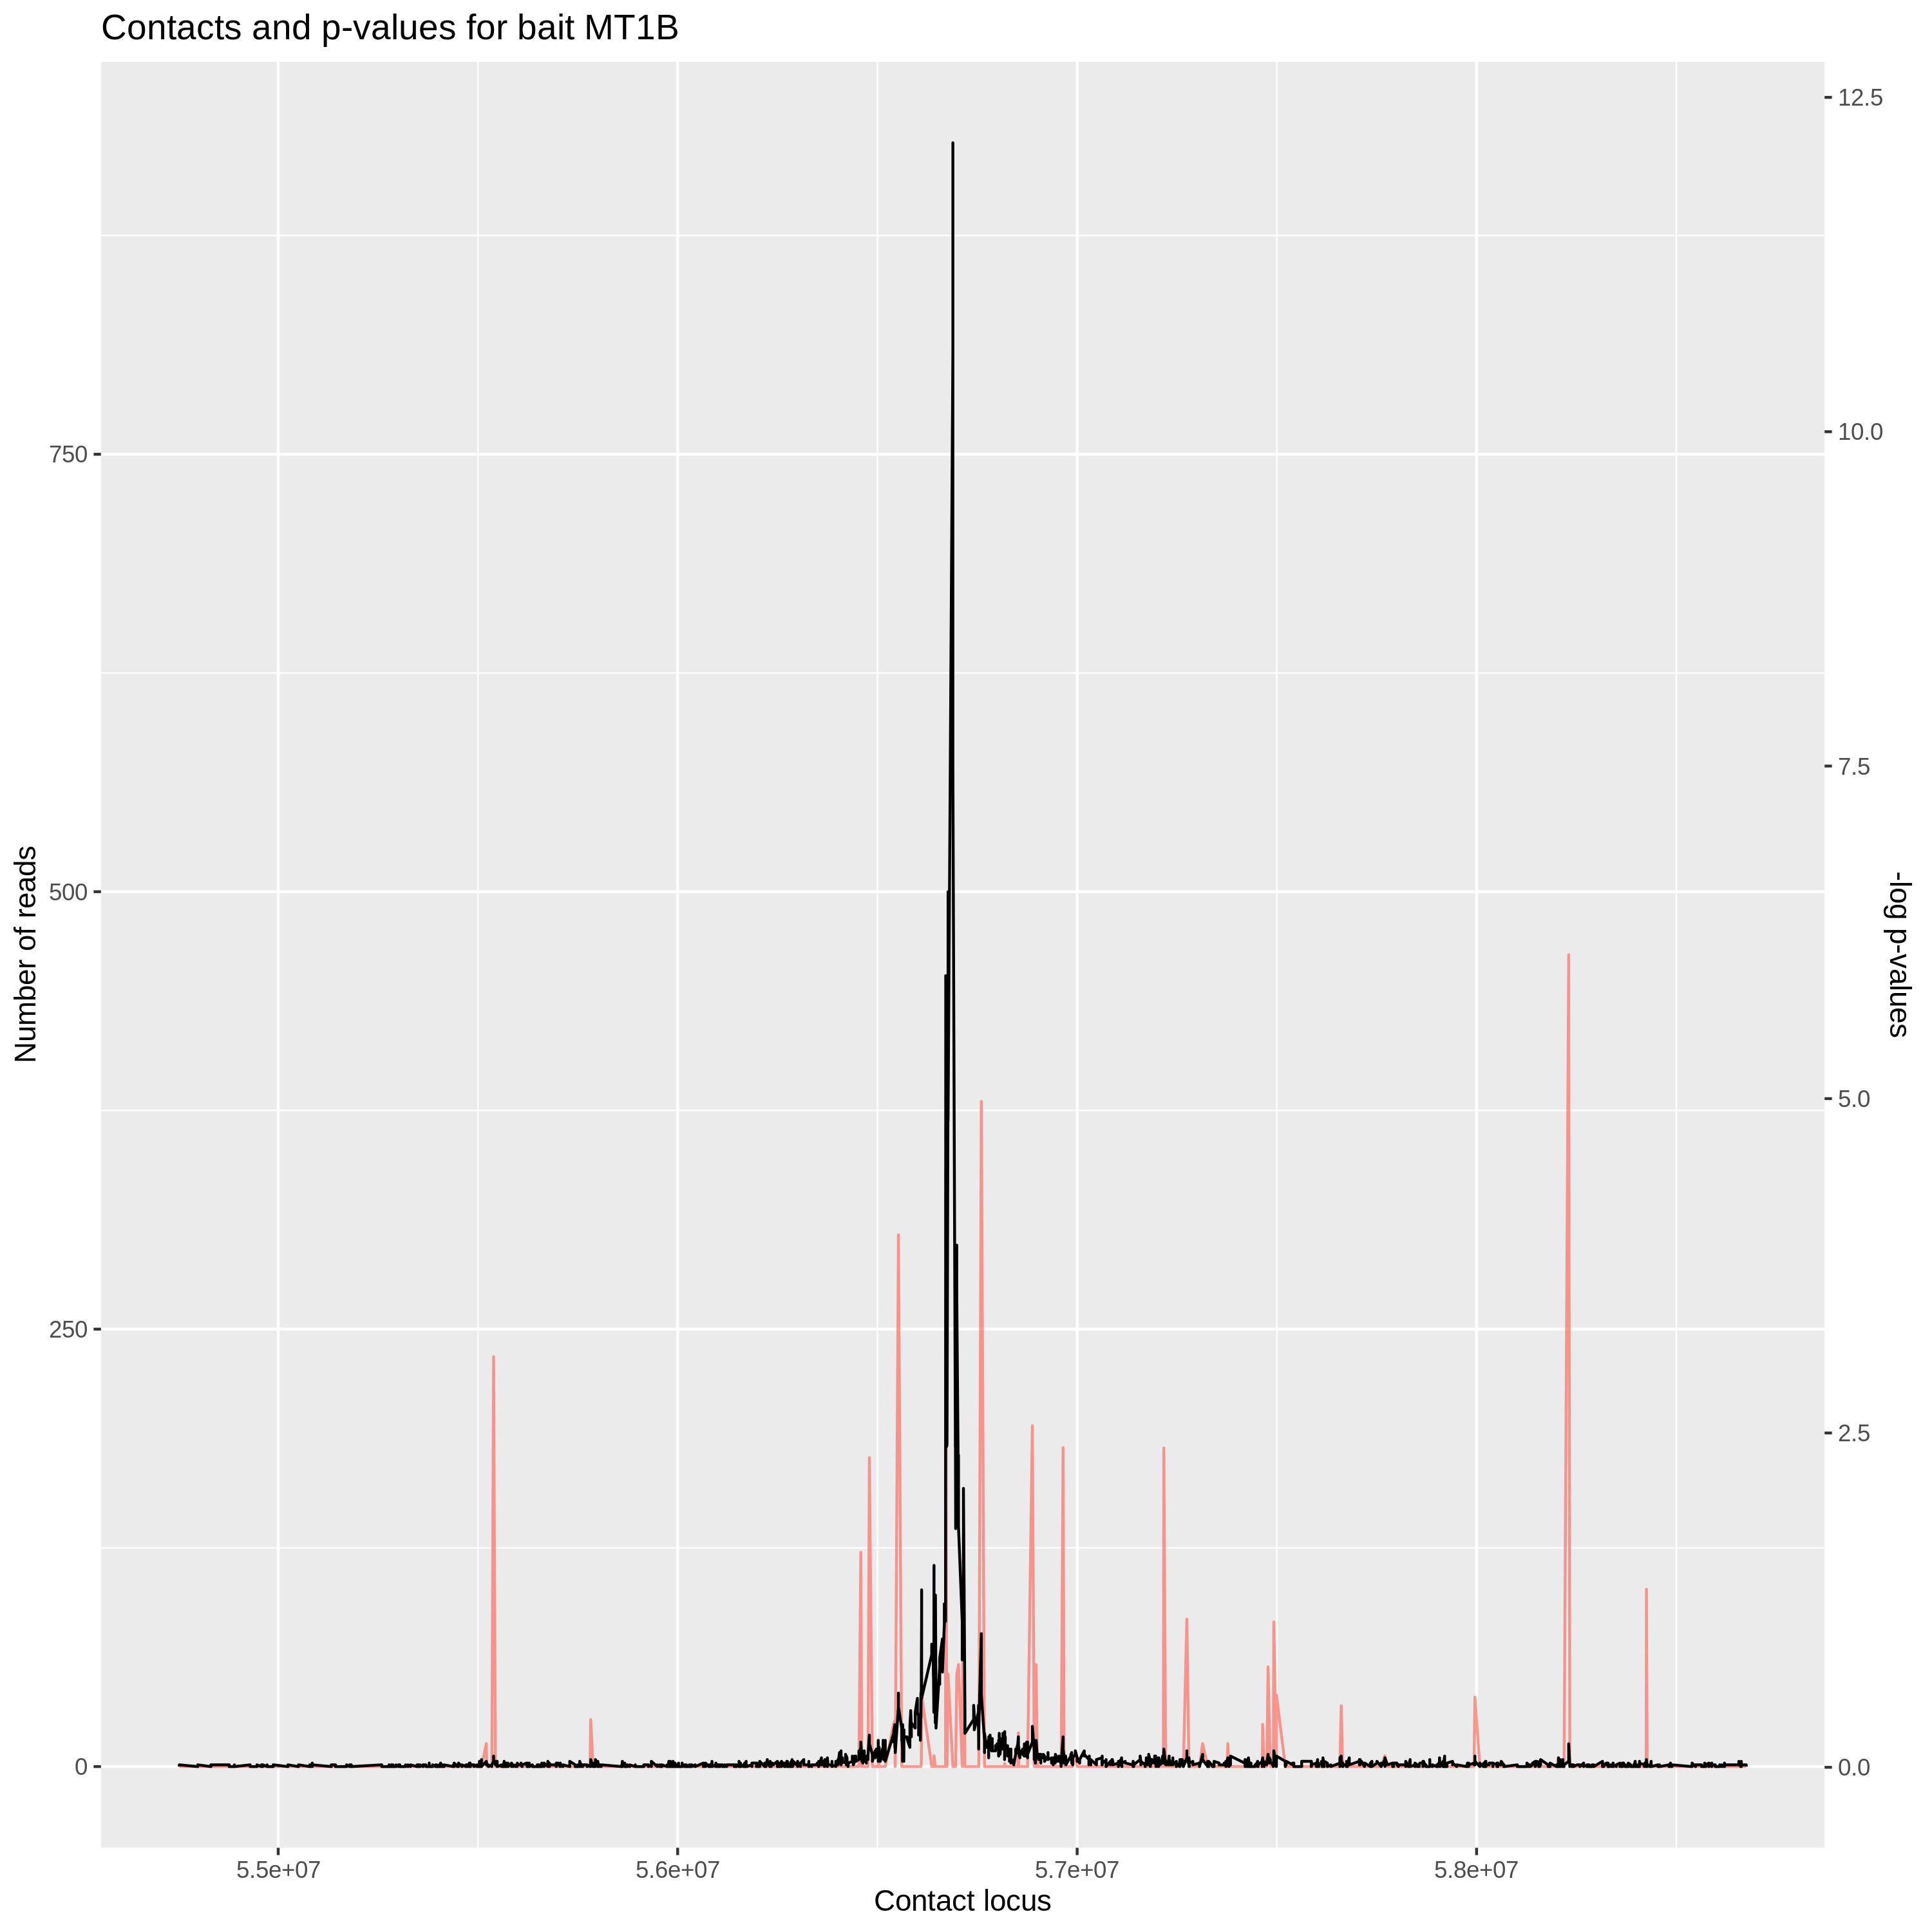 Contacts and p-values for bait MT1B
12.5
10.0
750
7.5
500
Number of reads
-log p-values
5.0
250
2.5
0
0.0
5.5e+07
5.6e+07
5.7e+07
5.8e+07
Contact locus